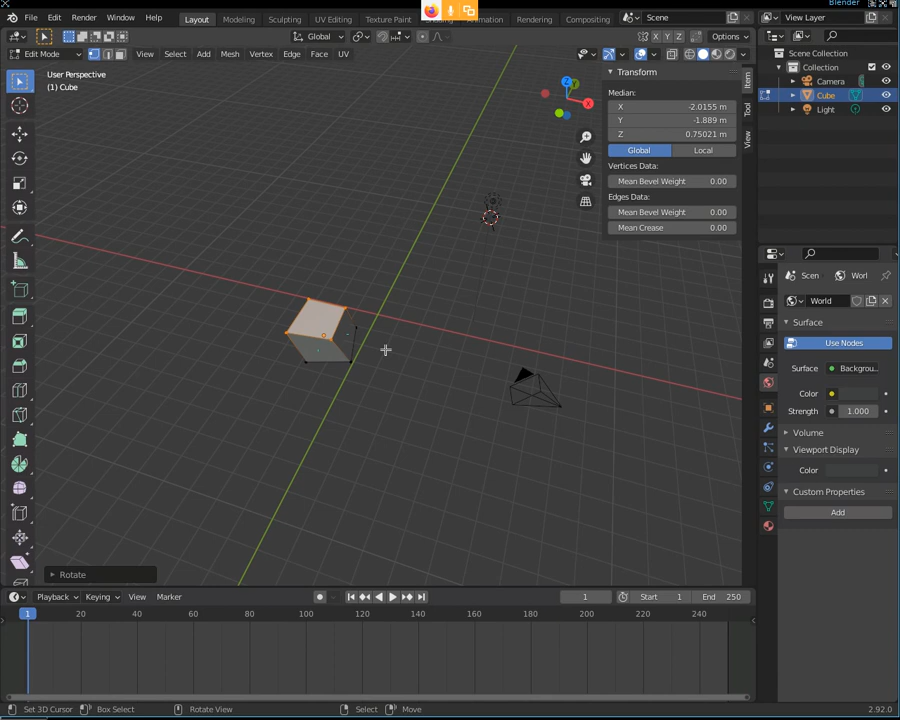 Blender
File Edit Render Window Help Layout Modeling Sculpting UV Editing Texture Paint Animation Rendering Compositing Scene View Layer
Global Options
Edit Mode View Select Add Mesh Vertex Edge Face UV
User Perspective
(1) Cube
Transform
Median:
X -2.0155 m
Y -1.889 m
Z 0.75021 m
Global Local
Vertices Data:
Mean Bevel Weight 0.00
Edges Data:
Mean Bevel Weight 0.00
Mean Crease 0.00
Item
Tool
View
X Y Z
Z
Y
X
Scene Collection
Collection
Camera
Cube
Light
Scen Worl
World
Surface
Use Nodes
Surface Backgrou...
Color
Strength 1.000
Volume
Viewport Display
Color
Custom Properties
Add
Rotate
Playback Keying View Marker 1 Start 1 End 250
1 20 40 60 80 100 120 140 160 180 200 220 240
Set 3D Cursor Box Select Rotate View Select Move 2.92.0